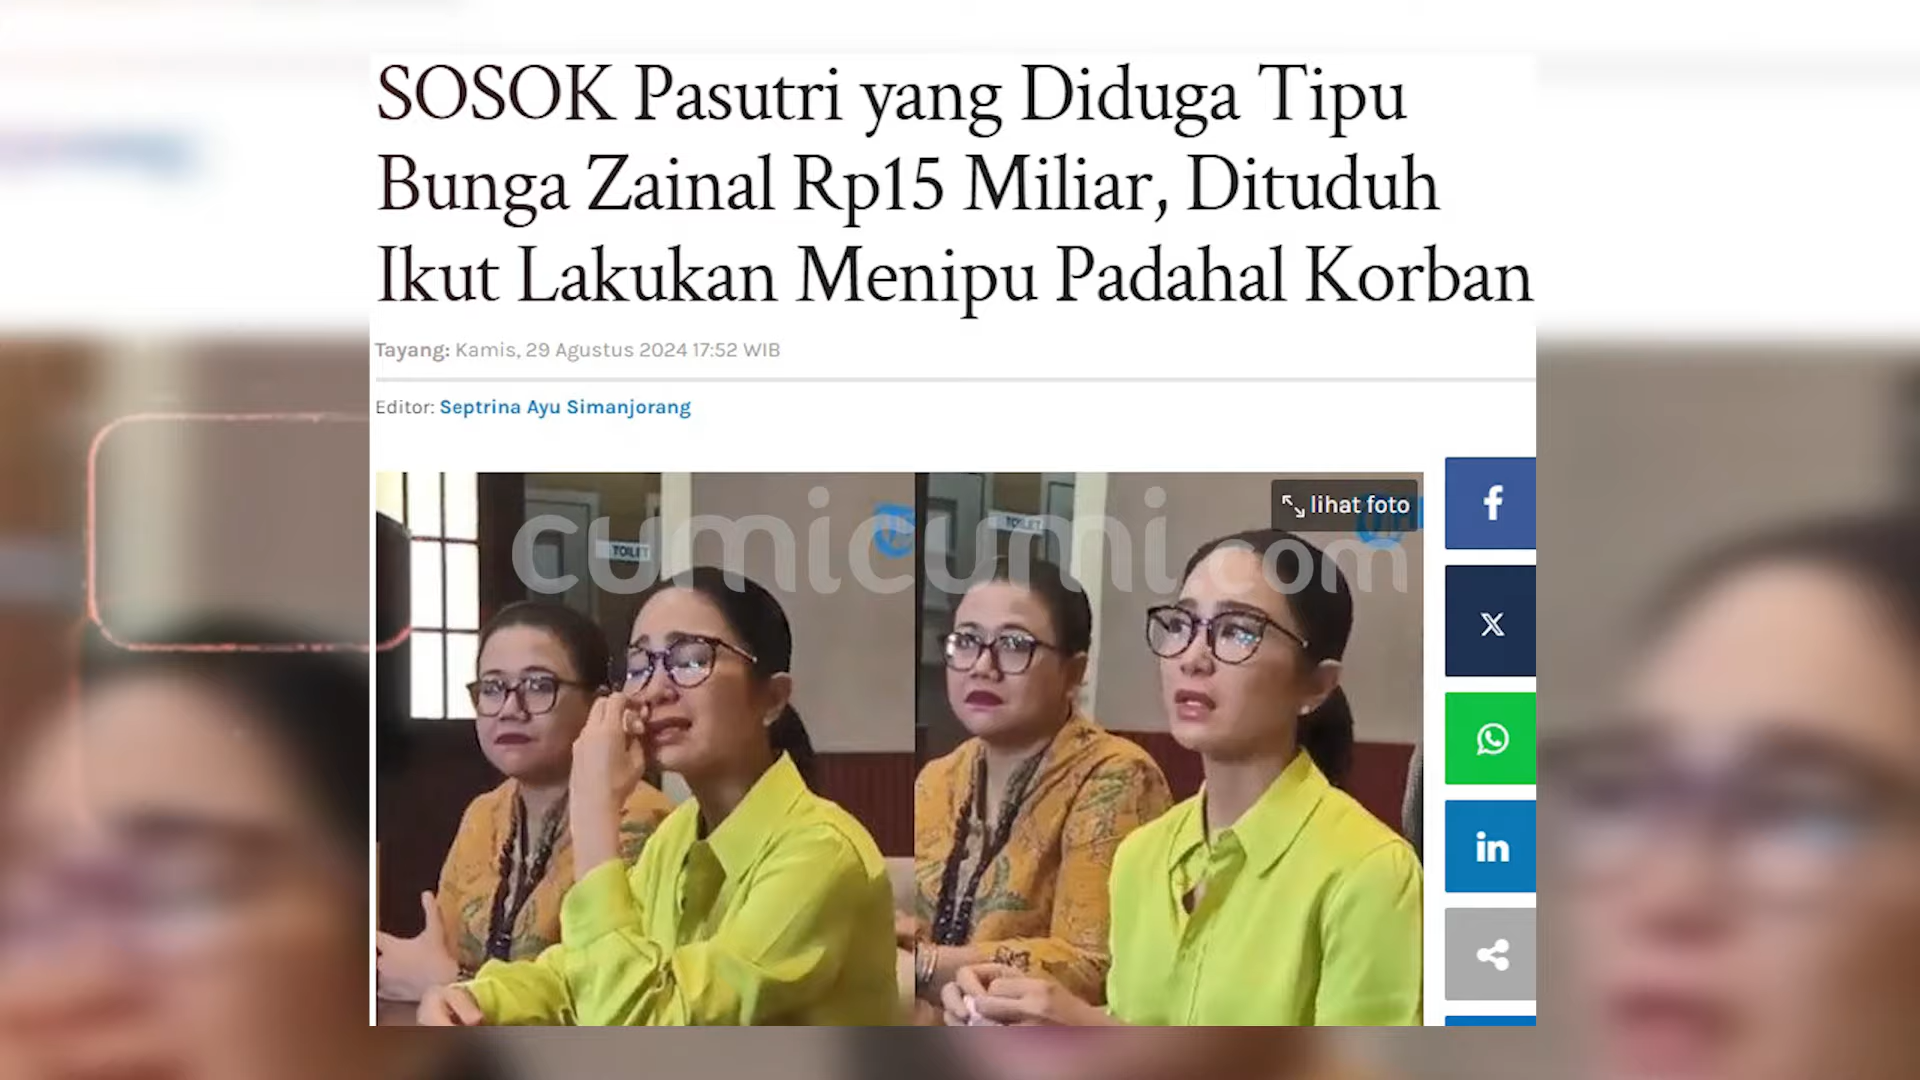 SOSOK Pasutri yang Diduga Tipu
Bunga Zainal Rp15 Miliar, Dituduh
Ikut Lakukan Menipu Padahal Korban
Tayang: Kamis, 29 Agustus 2024 17:52 WIB
Editor: Septrina Ayu Simanjorang
lihat foto
cumicumi.com
TOILET
TOILET